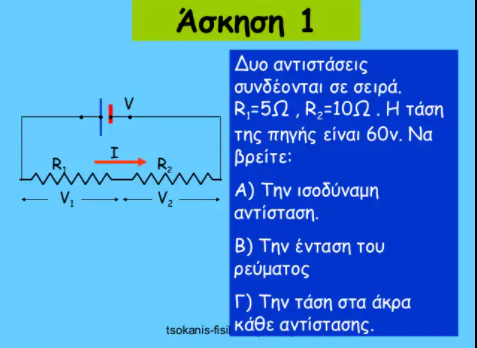 Άσκηση 1
Δυο αντιστάσεις
συνδέονται σε σειρά.
R₁=5Ω , R₂=10Ω . Η τάση
της πηγής είναι 60v. Να
βρείτε:
Α) Την ισοδύναμη
αντίσταση.
Β) Την ένταση του
ρεύματος
Γ) Την τάση στα άκρα
κάθε αντίστασης.
V
I
R₁
R₂
V₁
V₂
tsokanis-fisi